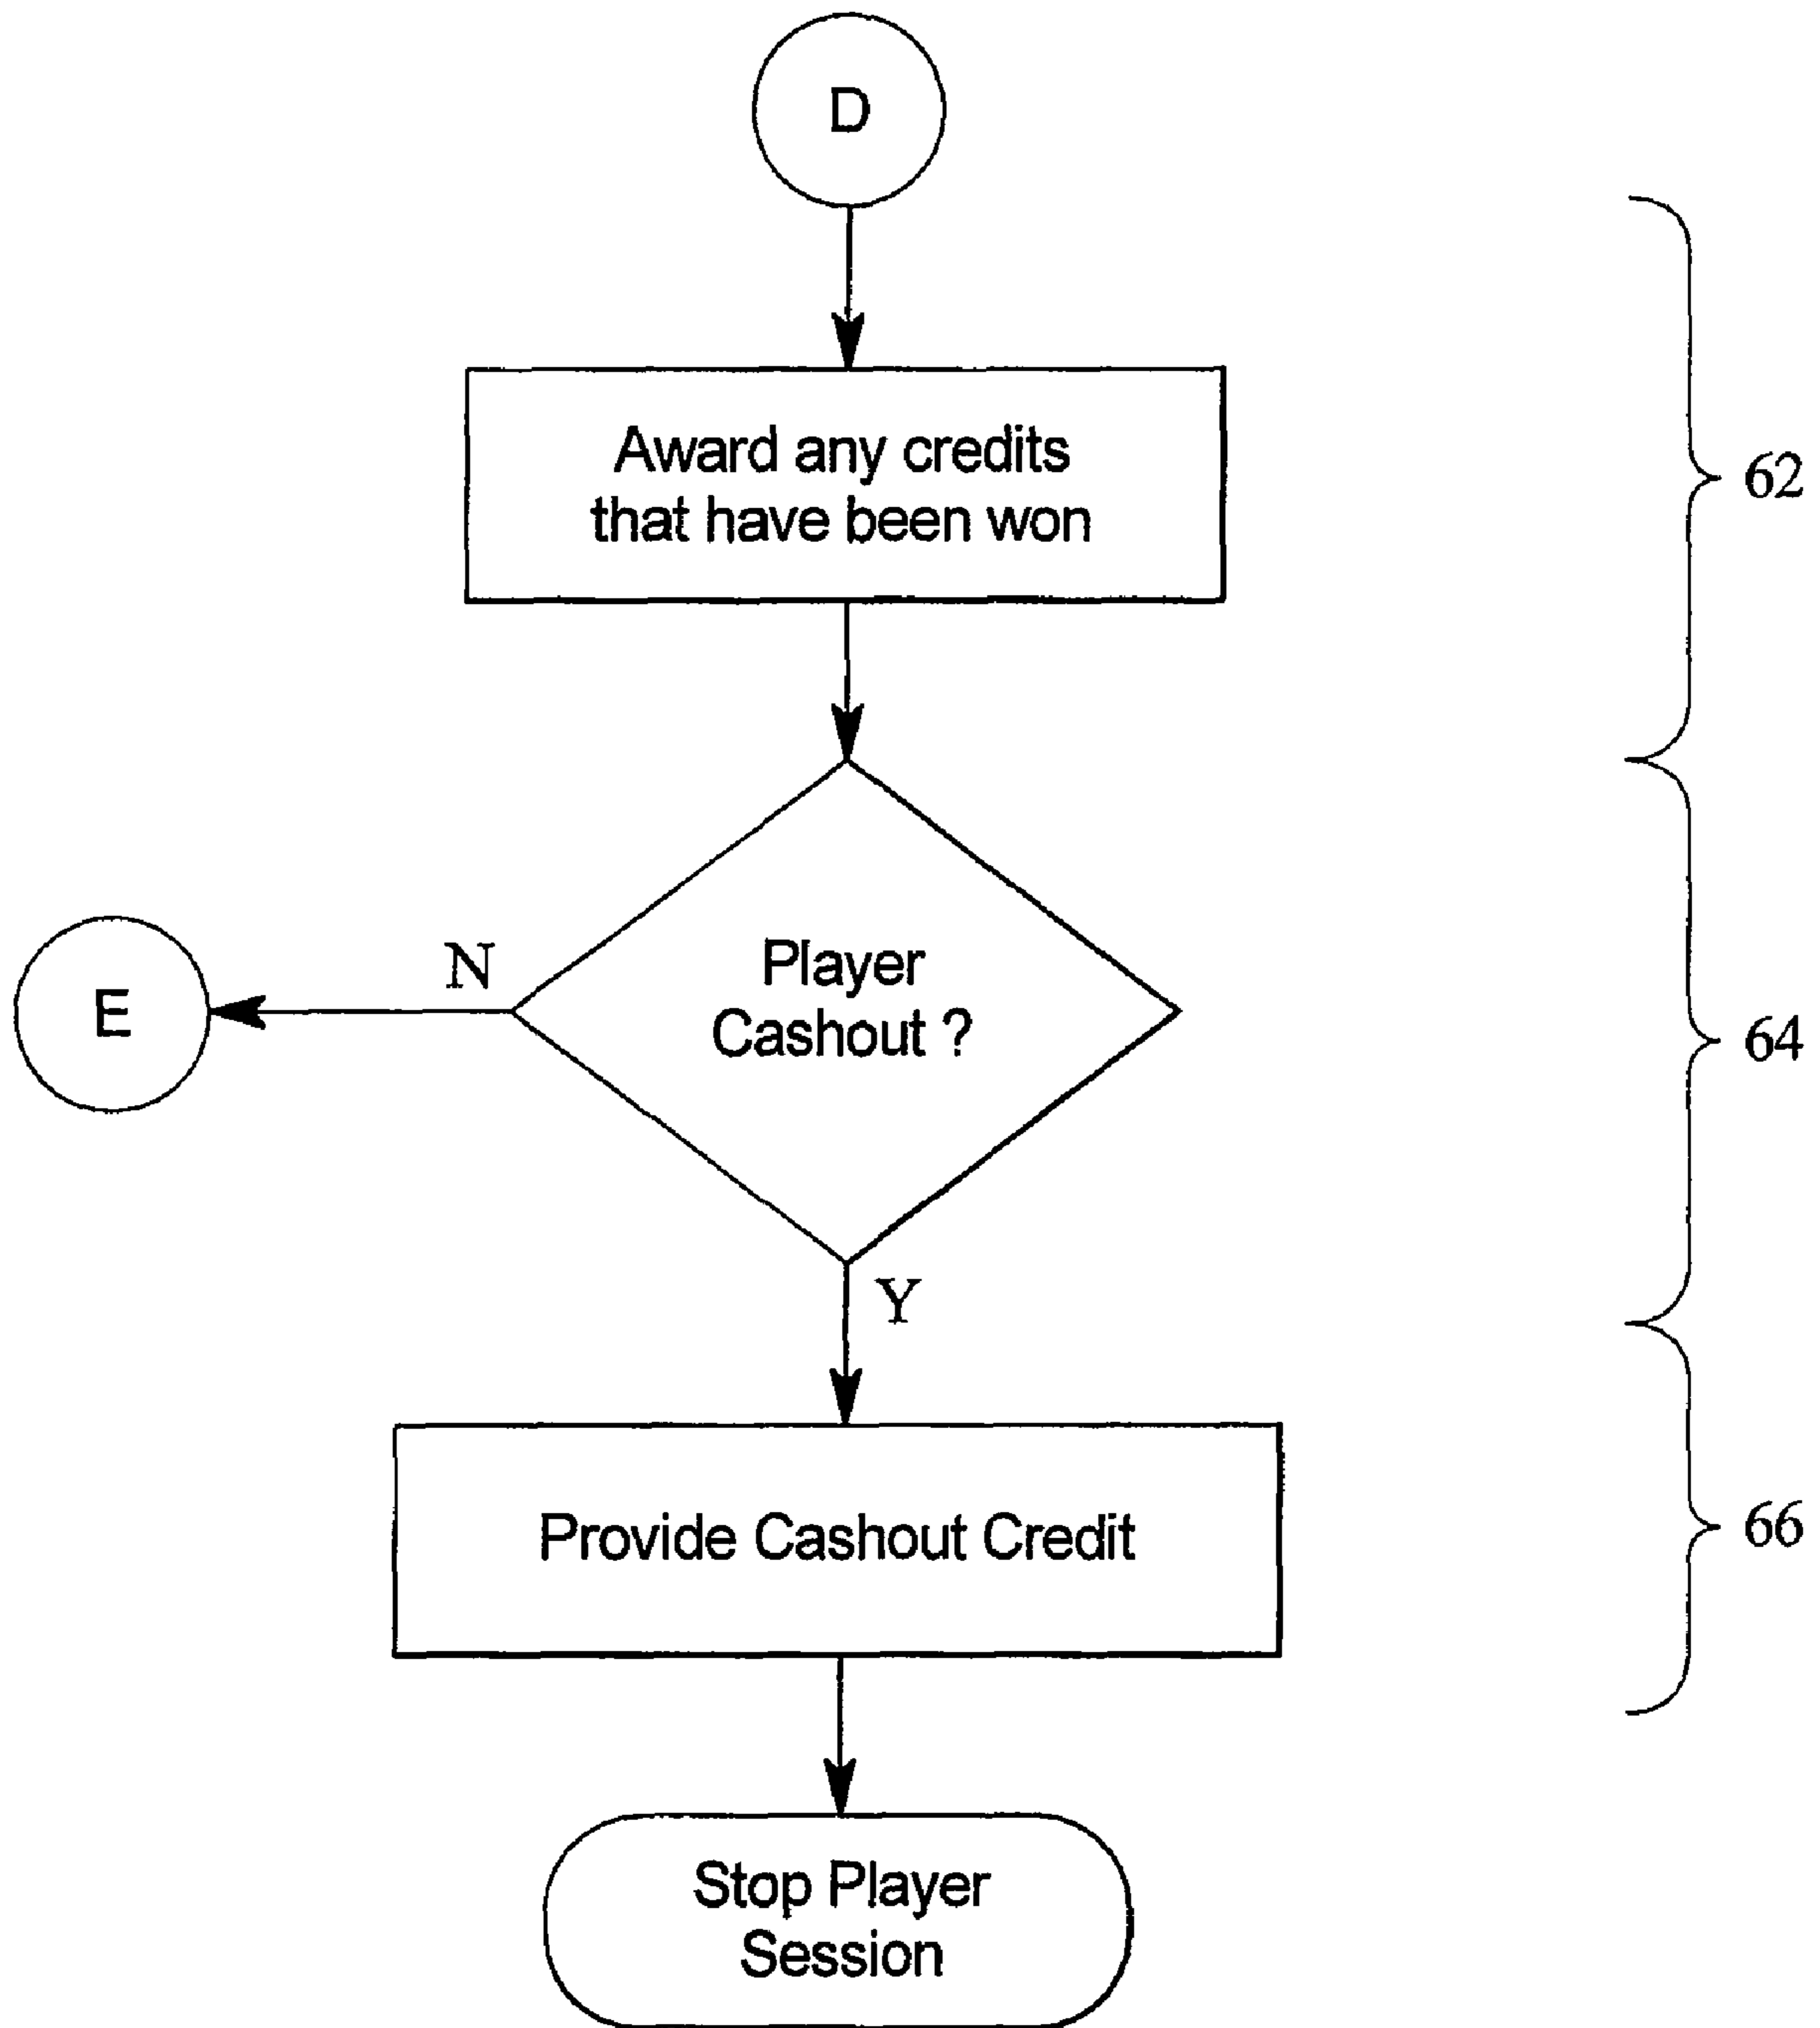 D
Award any credits
that have been won
62
Player
Cashout ?
N
E
64
Y
Provide Cashout Credit
66
Stop Player
Session